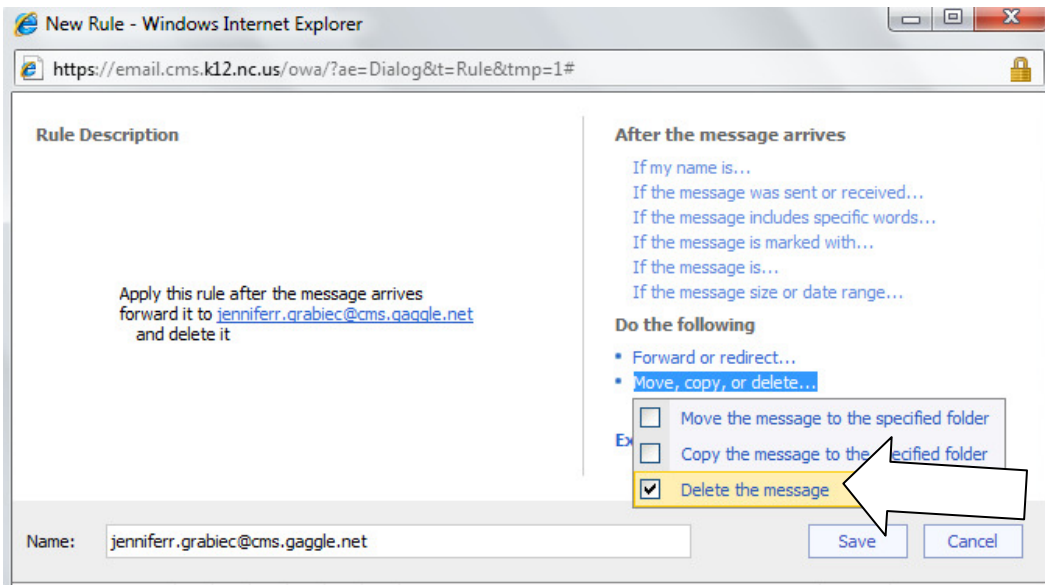 New Rule - Windows Internet Explorer
https://email.cms.k12.nc.us/owa/?ae=Dialog&t=Rule&tmp=1#
Rule Description
Apply this rule after the message arrives
forward it to jenniferr.grabiec@cms.gaggle.net
and delete it
After the message arrives
If my name is...
If the message was sent or received...
If the message includes specific words...
If the message is marked with...
If the message is...
If the message size or date range...
Do the following
Forward or redirect...
Move, copy, or delete...
Move the message to the specified folder
Copy the message to the
Delete the message
Name: jenniferr.grabiec@cms.gaggle.net
Save Cancel